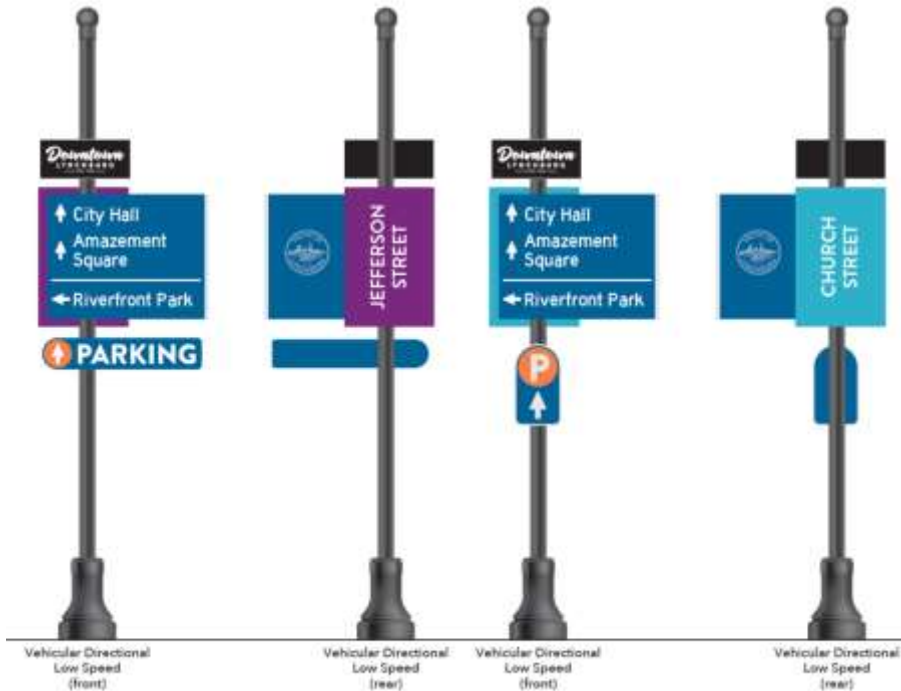 Downtown
LYNCHBURG
City Hall
Amazement
Square
Riverfront Park
PARKING
Vehicular Directional
Low Speed
(front)
JEFFERSON
STREET
Vehicular Directional
Low Speed
(rear)
Downtown
LYNCHBURG
City Hall
Amazement
Square
Riverfront Park
P
Vehicular Directional
Low Speed
(front)
CHURCH
STREET
Vehicular Directional
Low Speed
(rear)